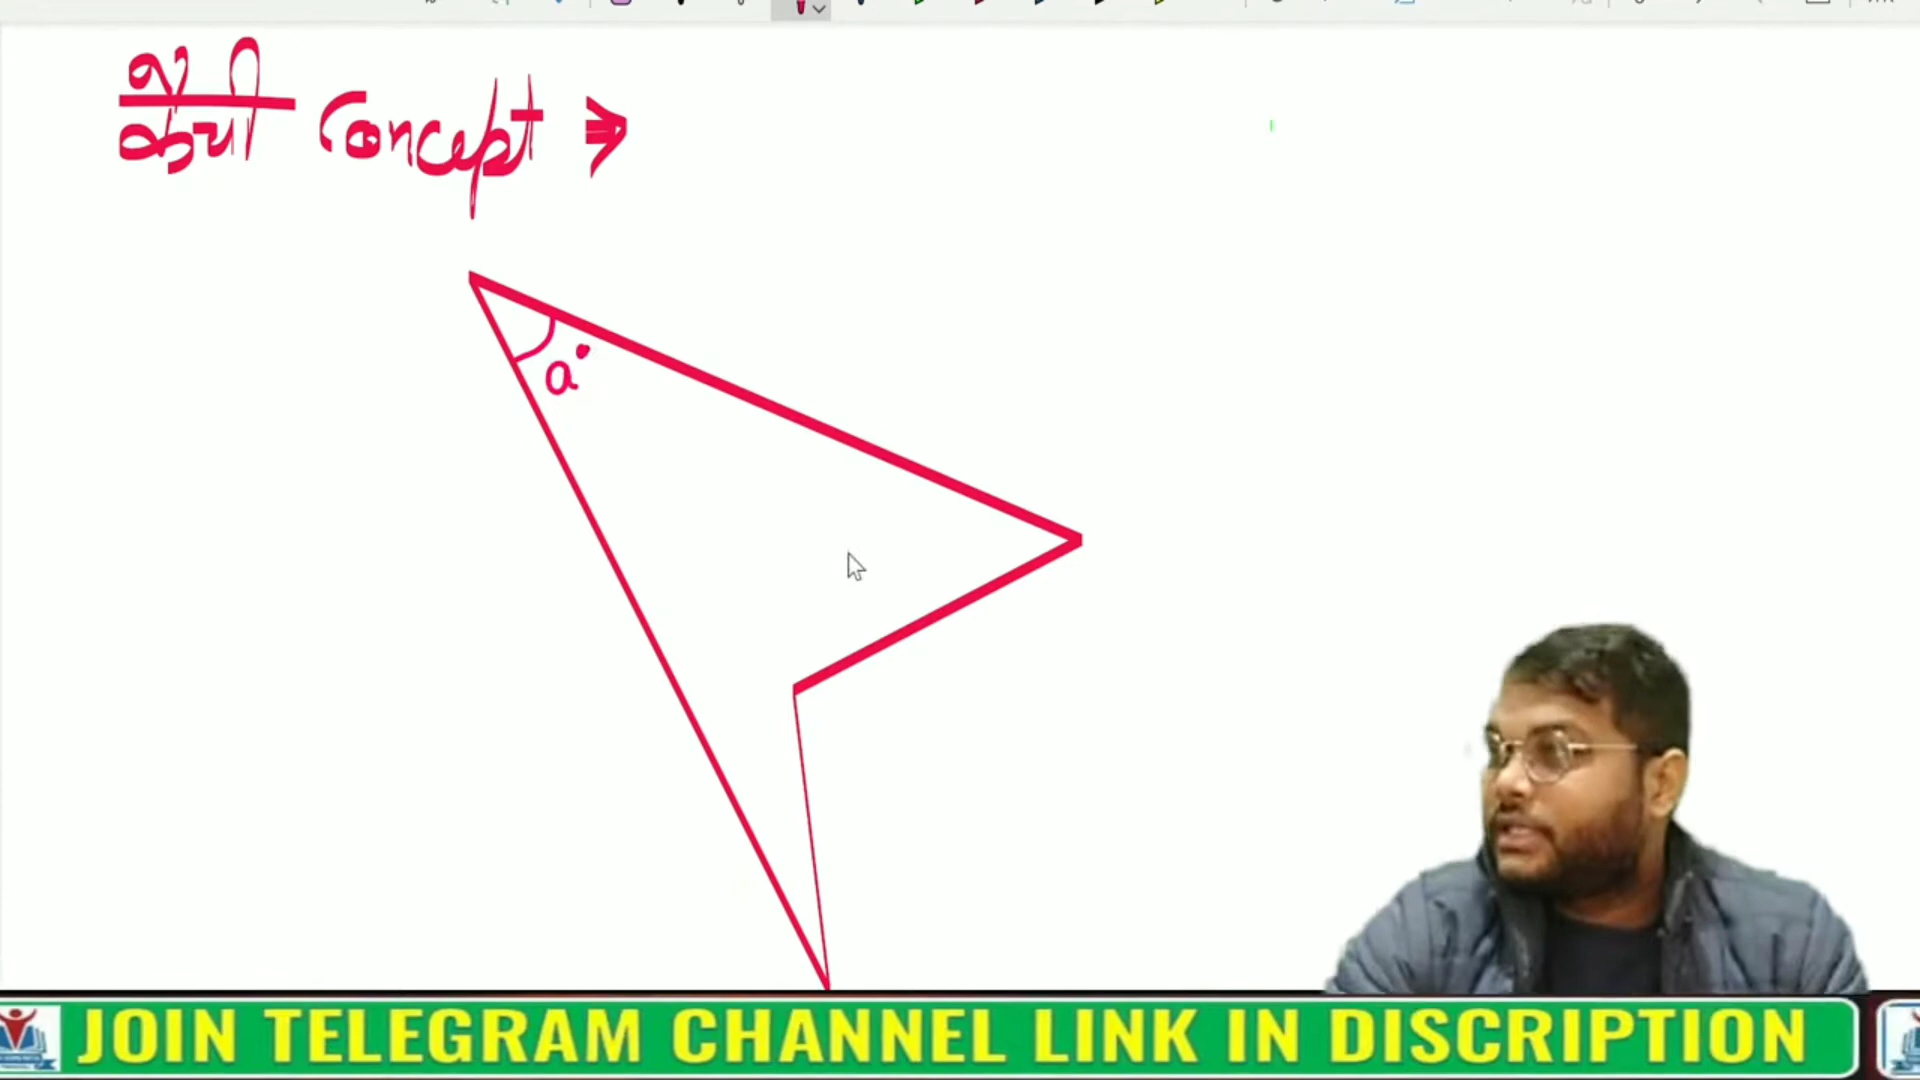 कैंची Concept ⇒
a°
JOIN TELEGRAM CHANNEL LINK IN DISCRIPTION